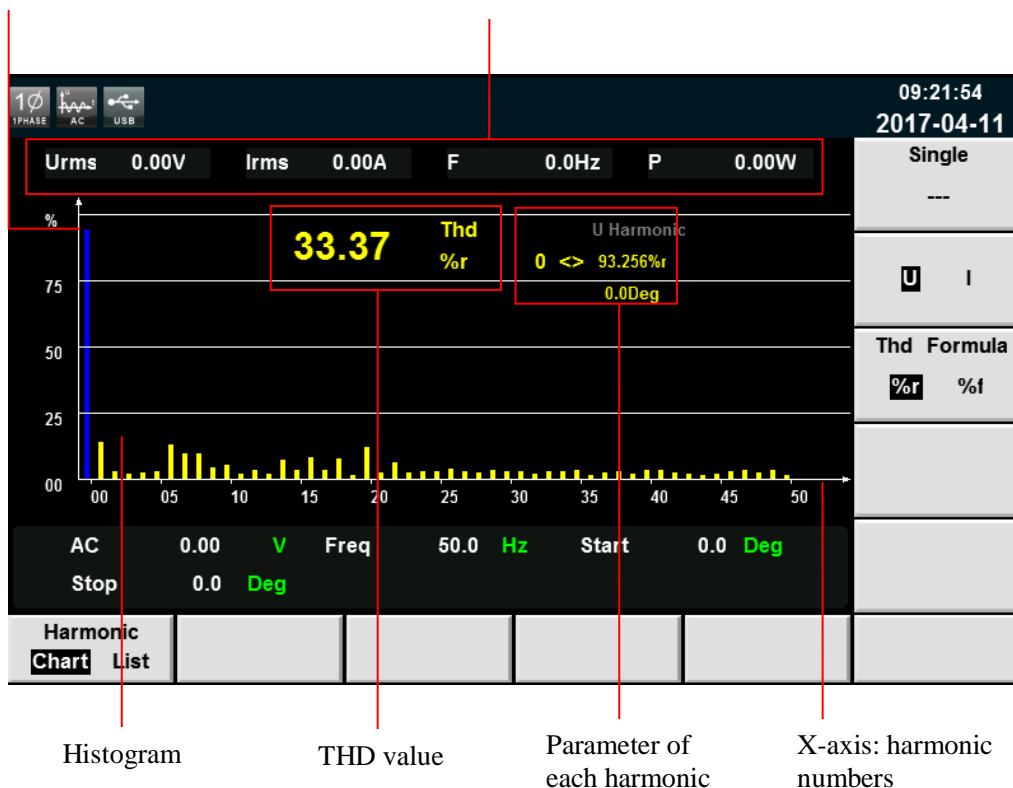 1Ø
1PHASE
u
t
AC
USB
09:21:54
2017-04-11
Urms 0.00V Irms 0.00A F 0.0Hz P 0.00W
Single
---
%
33.37 Thd
%r
U Harmonic
0 <> 93.256%r
0.0Deg
U I
75
50
25
00
Thd Formula
%r %f
00 05 10 15 20 25 30 35 40 45 50
AC 0.00 V Freq 50.0 Hz Start 0.0 Deg
Stop 0.0 Deg
Harmonic
Chart List
Histogram
THD value
Parameter of
each harmonic
X-axis: harmonic
numbers